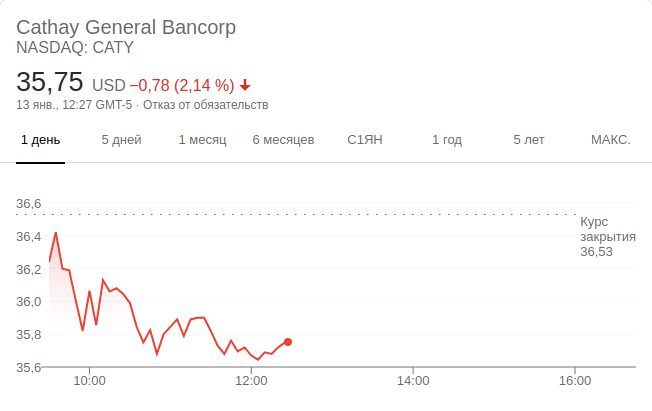 Cathay General Bancorp
NASDAQ: CATY
35,75 USD −0,78 (2,14 %)
13 янв., 12:27 GMT-5 · Отказ от обязательств
1 день 5 дней 1 месяц 6 месяцев С1ЯН 1 год 5 лет МАКС.
36,6
36,4
36,2
36,0
35,8
35,6
Курс
закрытия
36,53
10:00 12:00 14:00 16:00